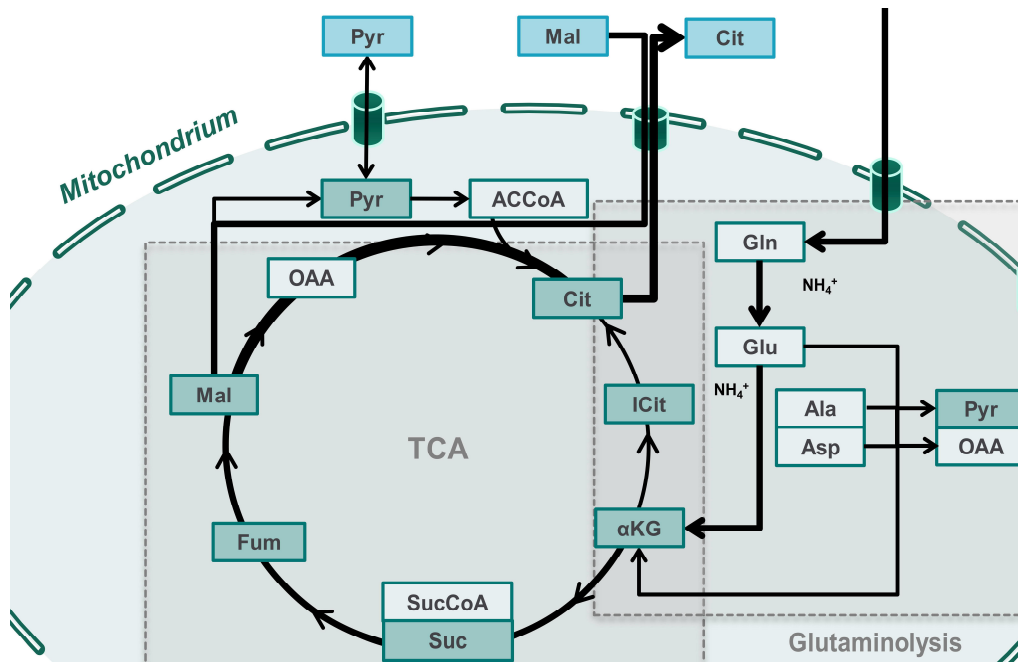 Pyr
Mal
Cit
Mitochondrium
Pyr
ACCoA
Gln
OAA
NH₄⁺
Cit
Glu
Mal
NH₄⁺
ICit
Ala
Pyr
TCA
Asp
OAA
Fum
αKG
SucCoA
Suc
Glutaminolysis